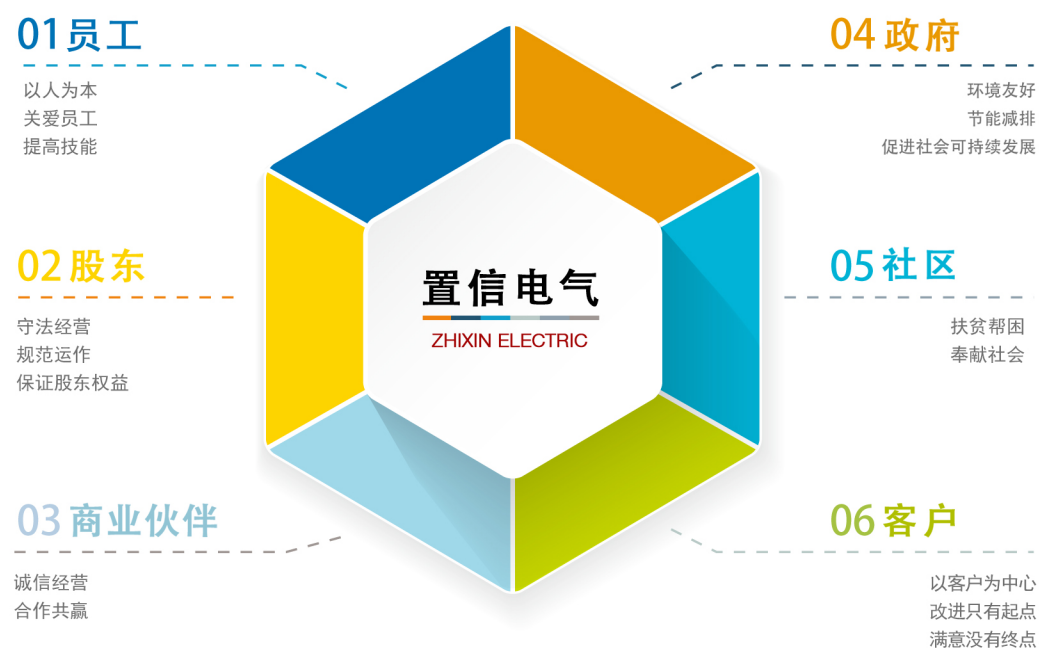 01员工
以人为本
关爱员工
提高技能
02股东
守法经营
规范运作
保证股东权益
03商业伙伴
诚信经营
合作共赢
置信电气
ZHIXIN ELECTRIC
04政府
环境友好
节能减排
促进社会可持续发展
05社区
扶贫帮困
奉献社会
06客户
以客户为中心
改进只有起点
满意没有终点